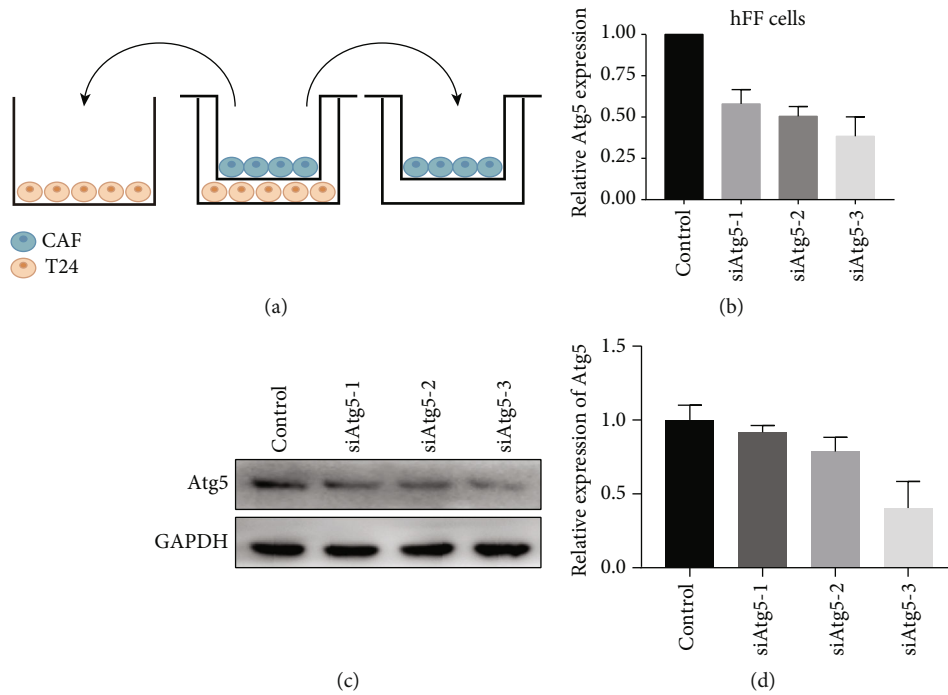 CAF
T24
(a)
hFF cells
Relative Atg5 expression
1.00
0.75
0.50
0.25
0.00
Control
siAtg5-1
siAtg5-2
siAtg5-3
(b)
Control
siAtg5-1
siAtg5-2
siAtg5-3
Atg5
GAPDH
(c)
Relative expression of Atg5
1.5
1.0
0.5
0.0
Control
siAtg5-1
siAtg5-2
siAtg5-3
(d)